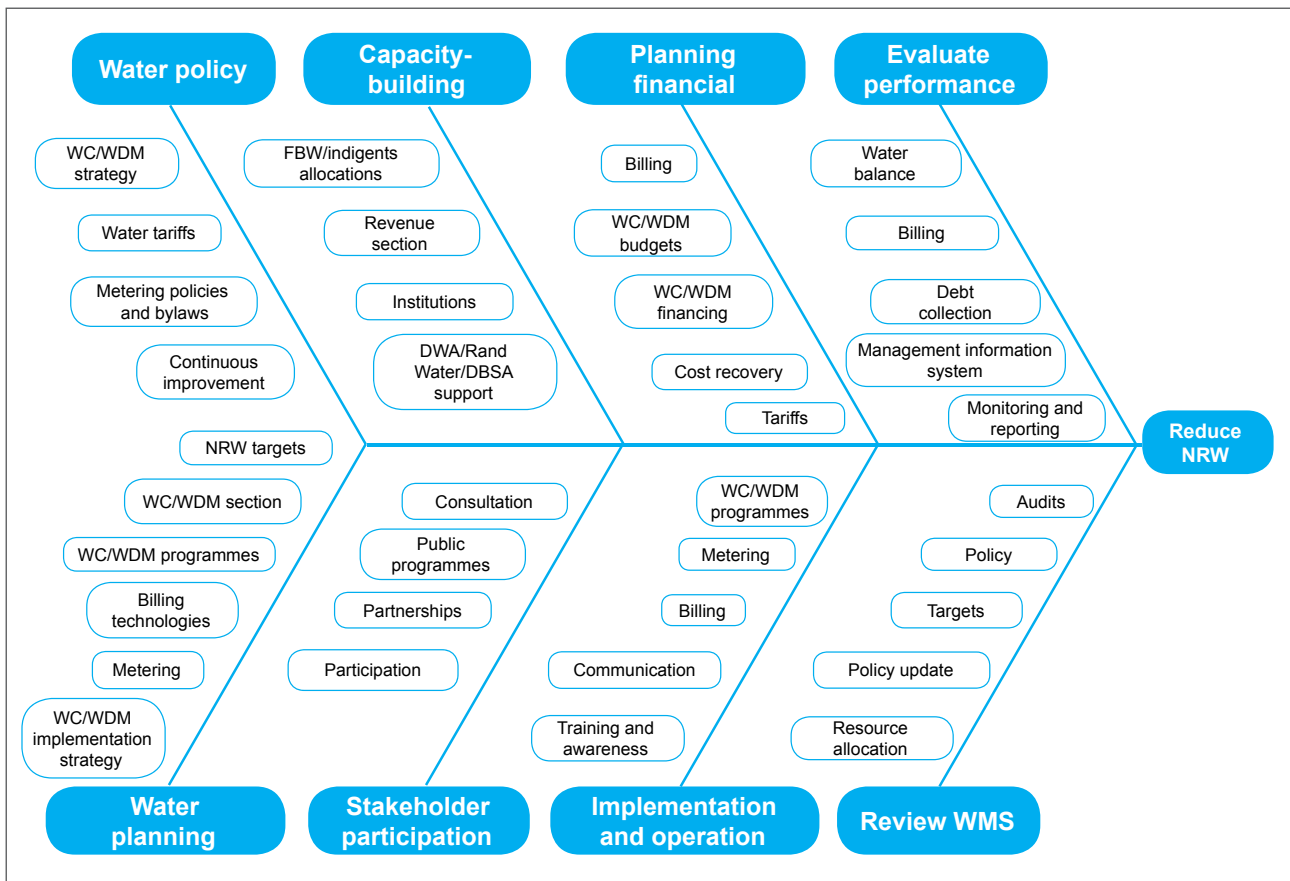 Water policy
Capacity-
building
Planning
financial
Evaluate
performance
WC/WDM
strategy
Water tariffs
Metering policies
and bylaws
Continuous
improvement
FBW/indigents
allocations
Revenue
section
Institutions
DWA/Rand
Water/DBSA
support
Billing
WC/WDM
budgets
WC/WDM
financing
Cost recovery
Tariffs
Water
balance
Billing
Debt
collection
Management information
system
Monitoring and
reporting
Reduce
NRW
NRW targets
WC/WDM section
WC/WDM programmes
Billing
technologies
Metering
WC/WDM
implementation
strategy
Consultation
Public
programmes
Partnerships
Participation
WC/WDM
programmes
Metering
Billing
Communication
Training and
awareness
Audits
Policy
Targets
Policy update
Resource
allocation
Water
planning
Stakeholder
participation
Implementation
and operation
Review WMS